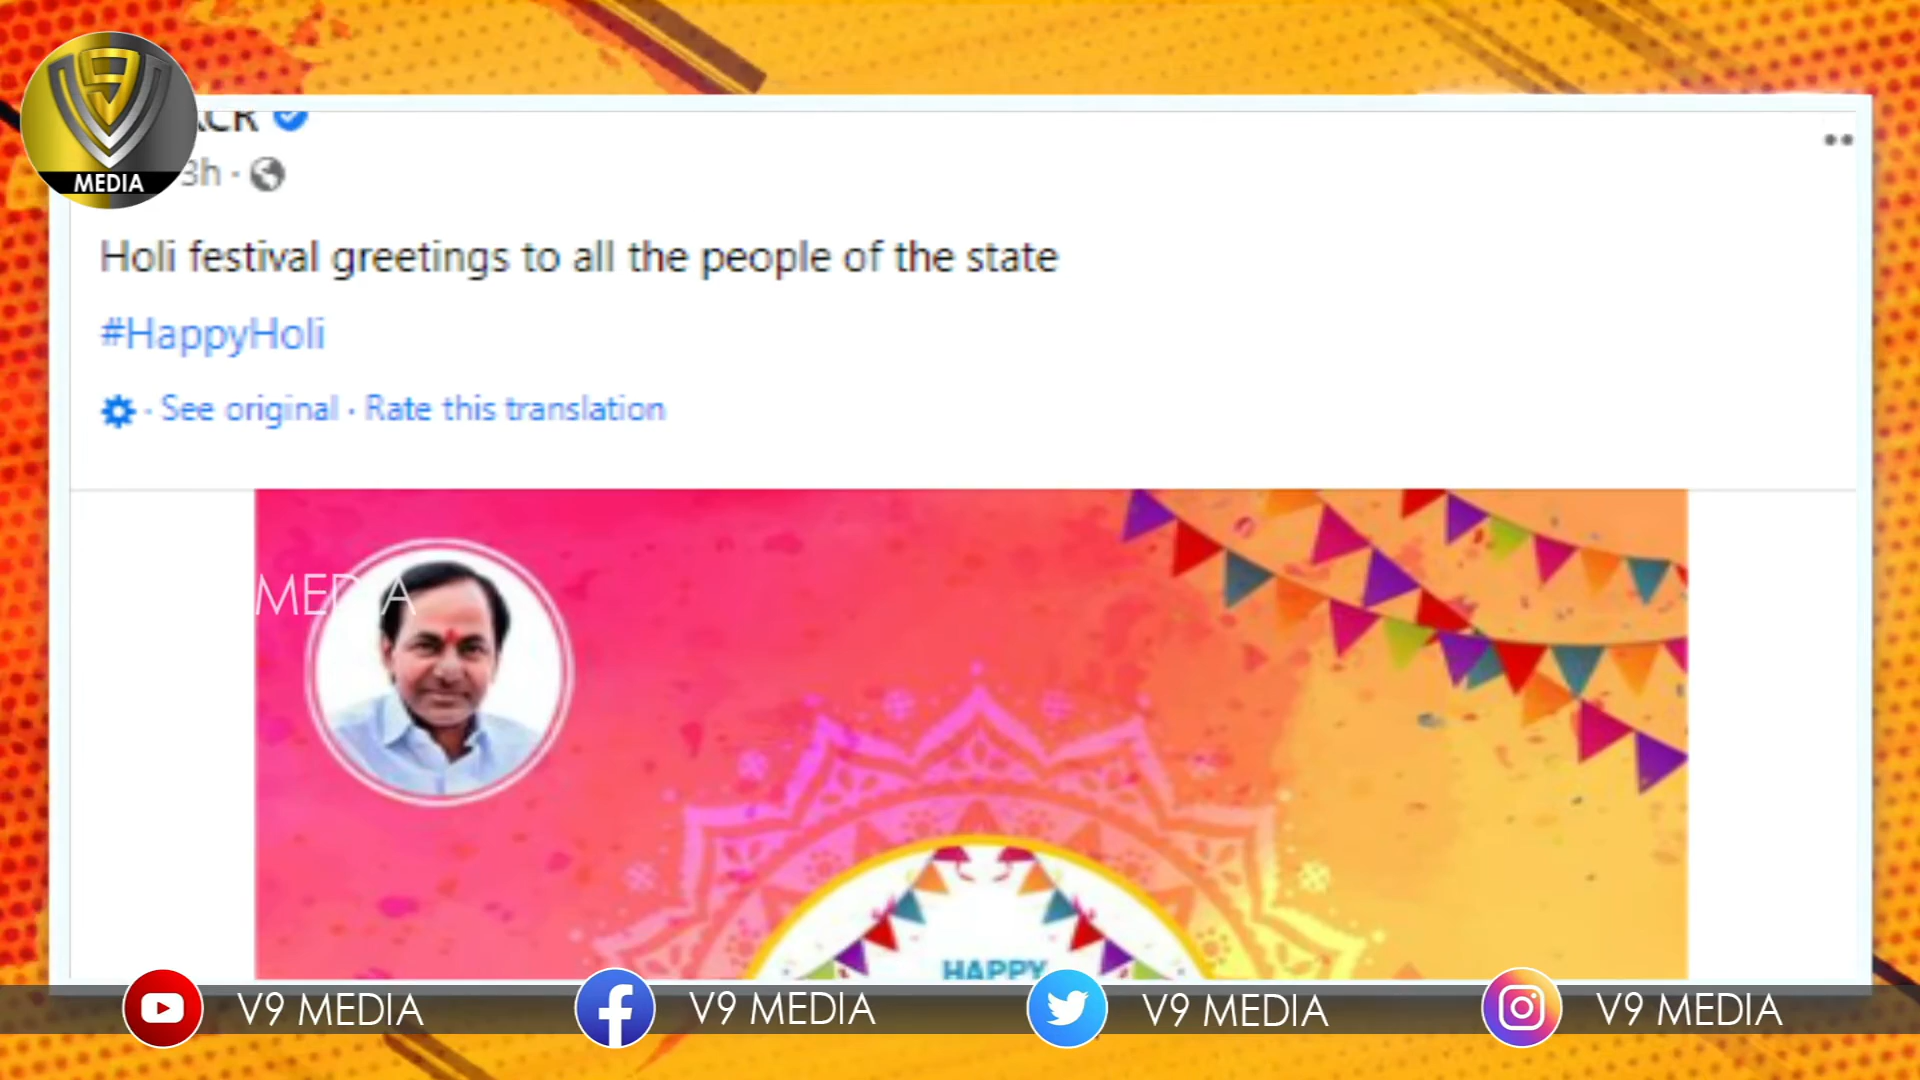 MEDIA
3h ·
Holi festival greetings to all the people of the state
#HappyHoli
· See original · Rate this translation
MEDIA
HAPPY
V9 MEDIA
V9 MEDIA
V9 MEDIA
V9 MEDIA